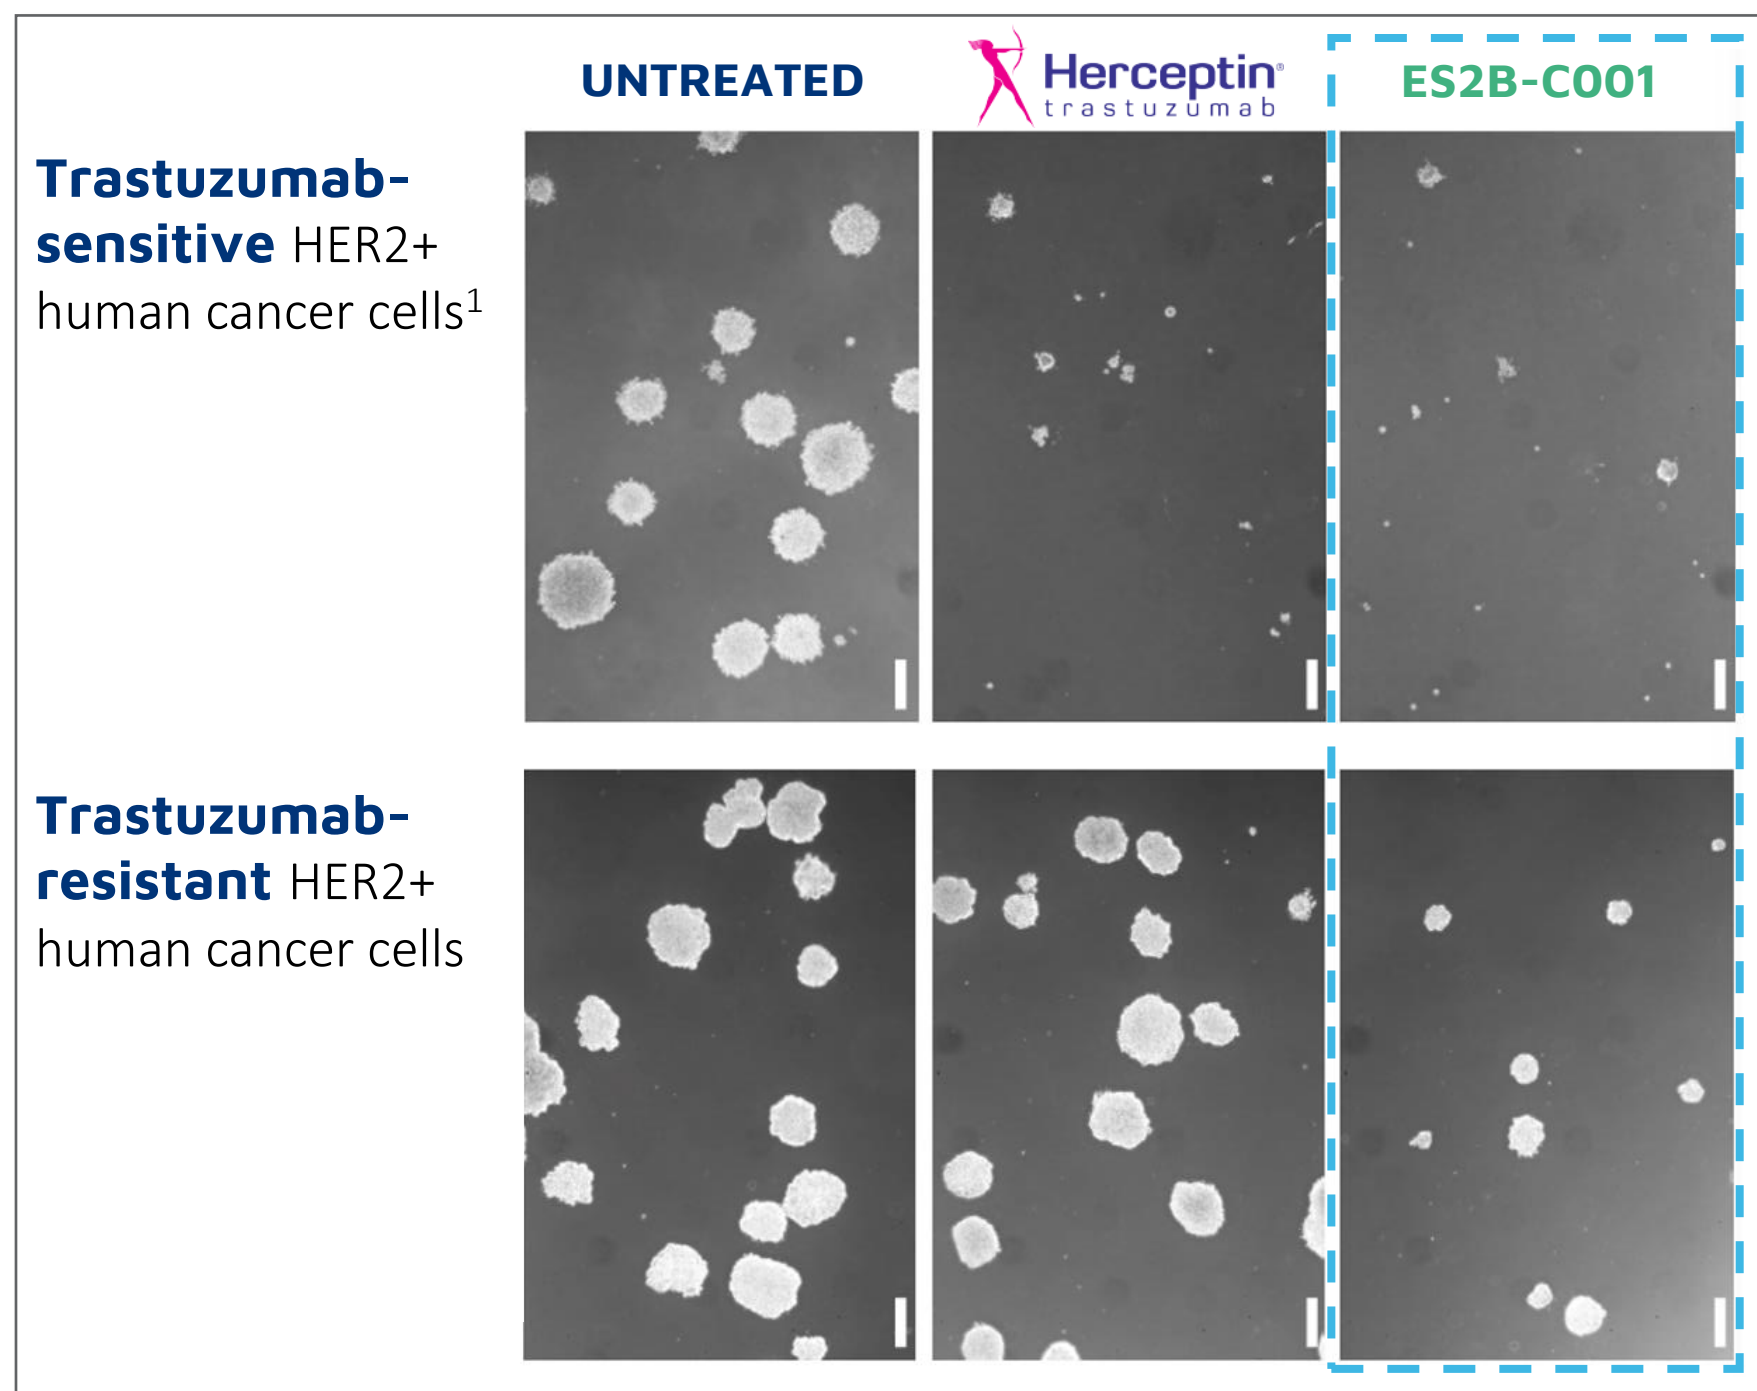 UNTREATED
Herceptin®
trastuzumab
ES2B-C001
Trastuzumab-
sensitive HER2+
human cancer cells1
Trastuzumab-
resistant HER2+
human cancer cells